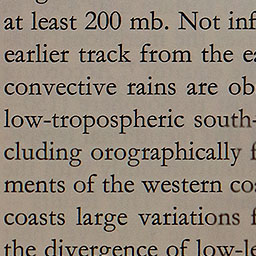 at least 200 mb. Not inf
earlier track from the e
convective rains are ob
low-tropospheric south-
cluding orographically
ments of the western co
coasts large variations
the divergence of low-le